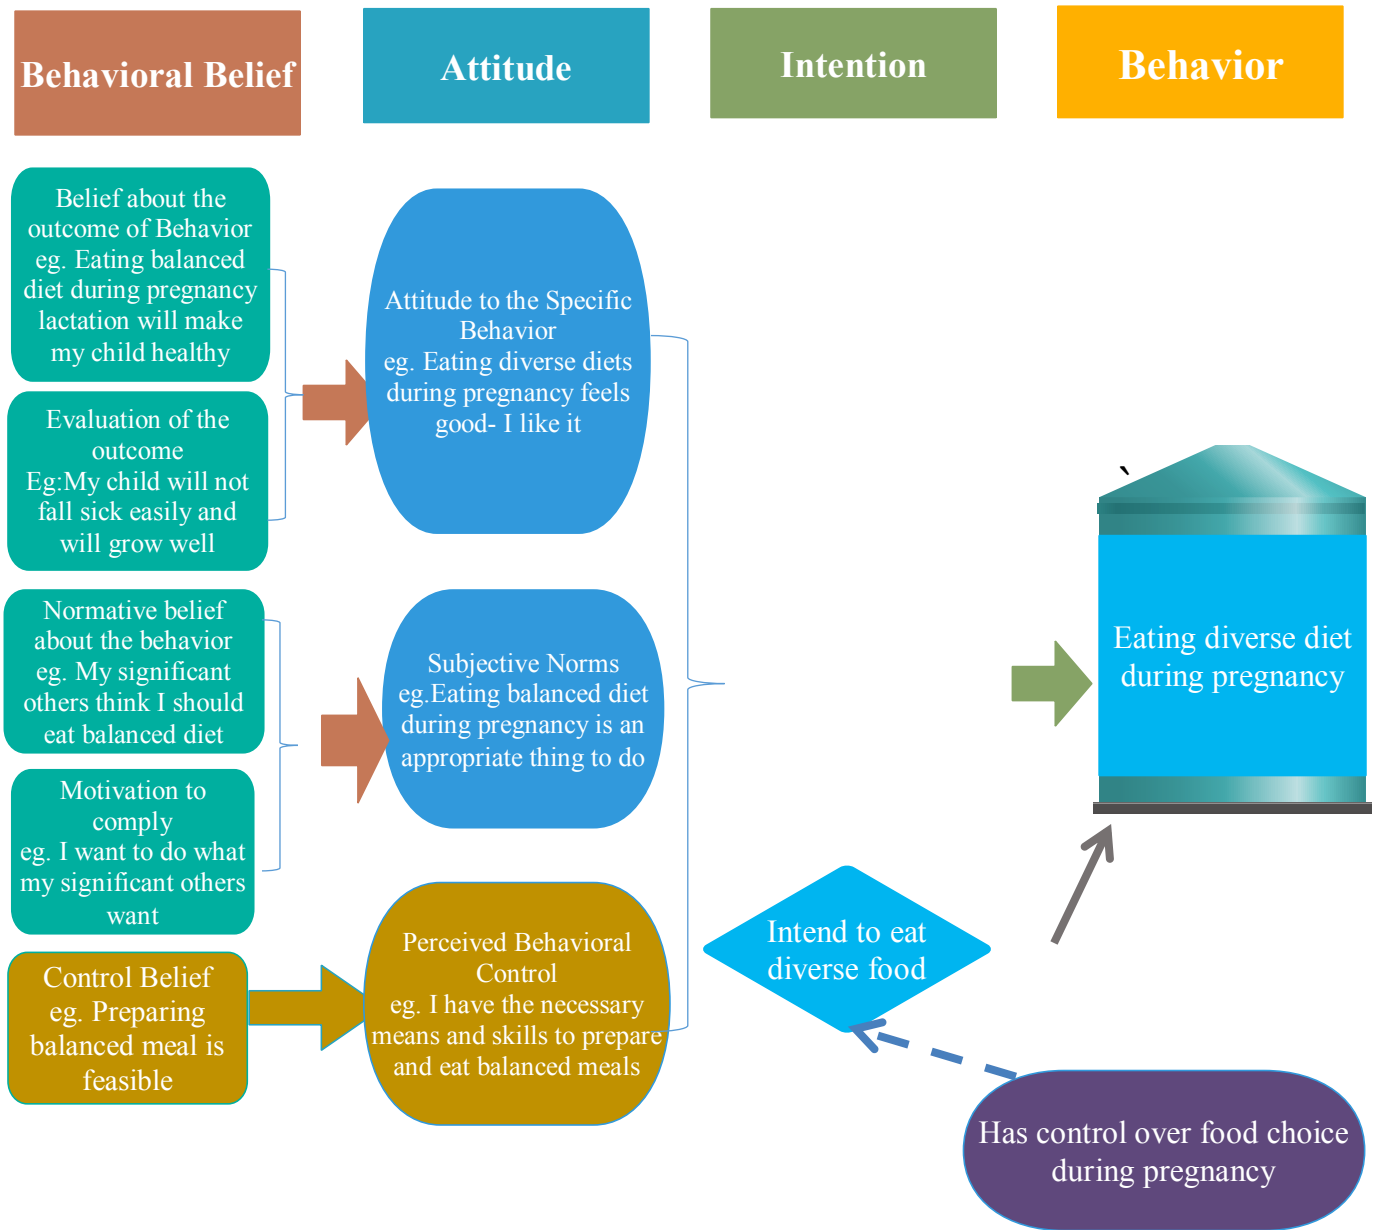 Behavioral Belief
Attitude
Intention
Behavior
Belief about the
outcome of Behavior
eg. Eating balanced
diet during pregnancy
lactation will make
my child healthy
Evaluation of the
outcome
Eg:My child will not
fall sick easily and
will grow well
Normative belief
about the behavior
eg. My significant
others think I should
eat balanced diet
Motivation to
comply
eg. I want to do what
my significant others
want
Control Belief
eg. Preparing
balanced meal is
feasible
Attitude to the Specific
Behavior
eg. Eating diverse diets
during pregnancy feels
good- I like it
Subjective Norms
eg.Eating balanced diet
during pregnancy is an
appropriate thing to do
Perceived Behavioral
Control
eg. I have the necessary
means and skills to prepare
and eat balanced meals
Intend to eat
diverse food
`
Eating diverse diet
during pregnancy
Has control over food choice
during pregnancy